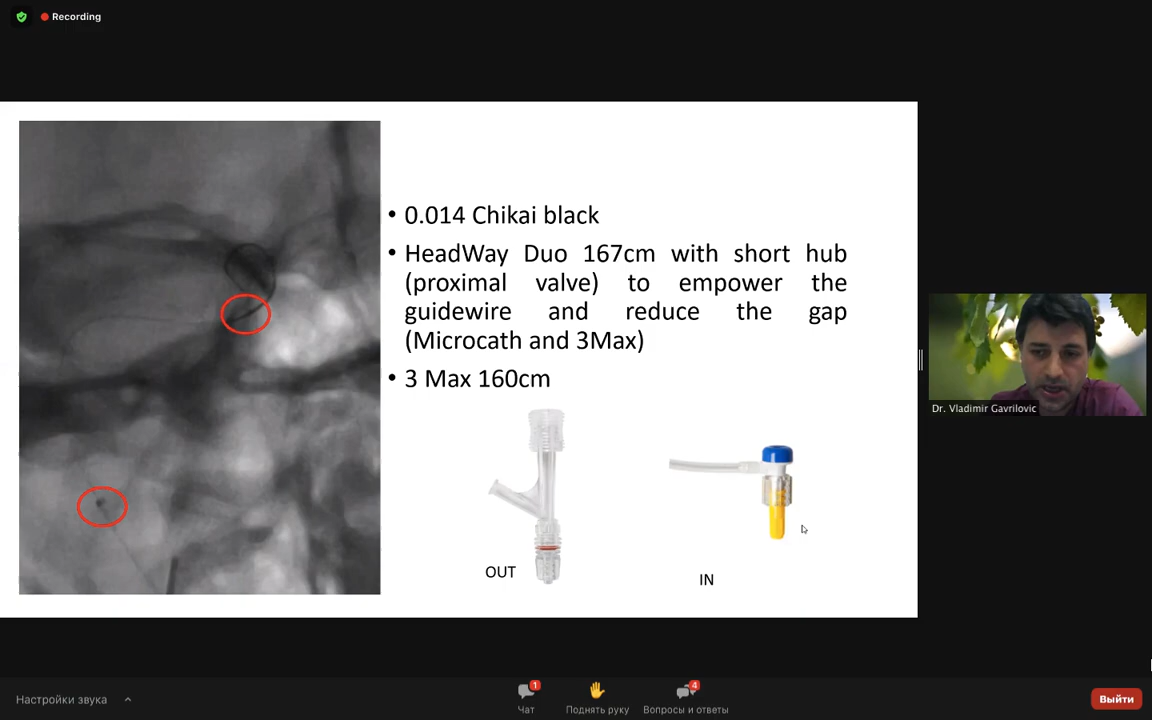 Recording
• 0.014 Chikai black
• HeadWay Duo 167cm with short hub
(proximal valve) to empower the
guidewire and reduce the gap
(Microcath and 3Max)
• 3 Max 160cm
OUT
IN
Dr. Vladimir Gavrilovic
Настройки звука
1
Чат
Поднять руку
4
Вопросы и ответы
Выйти